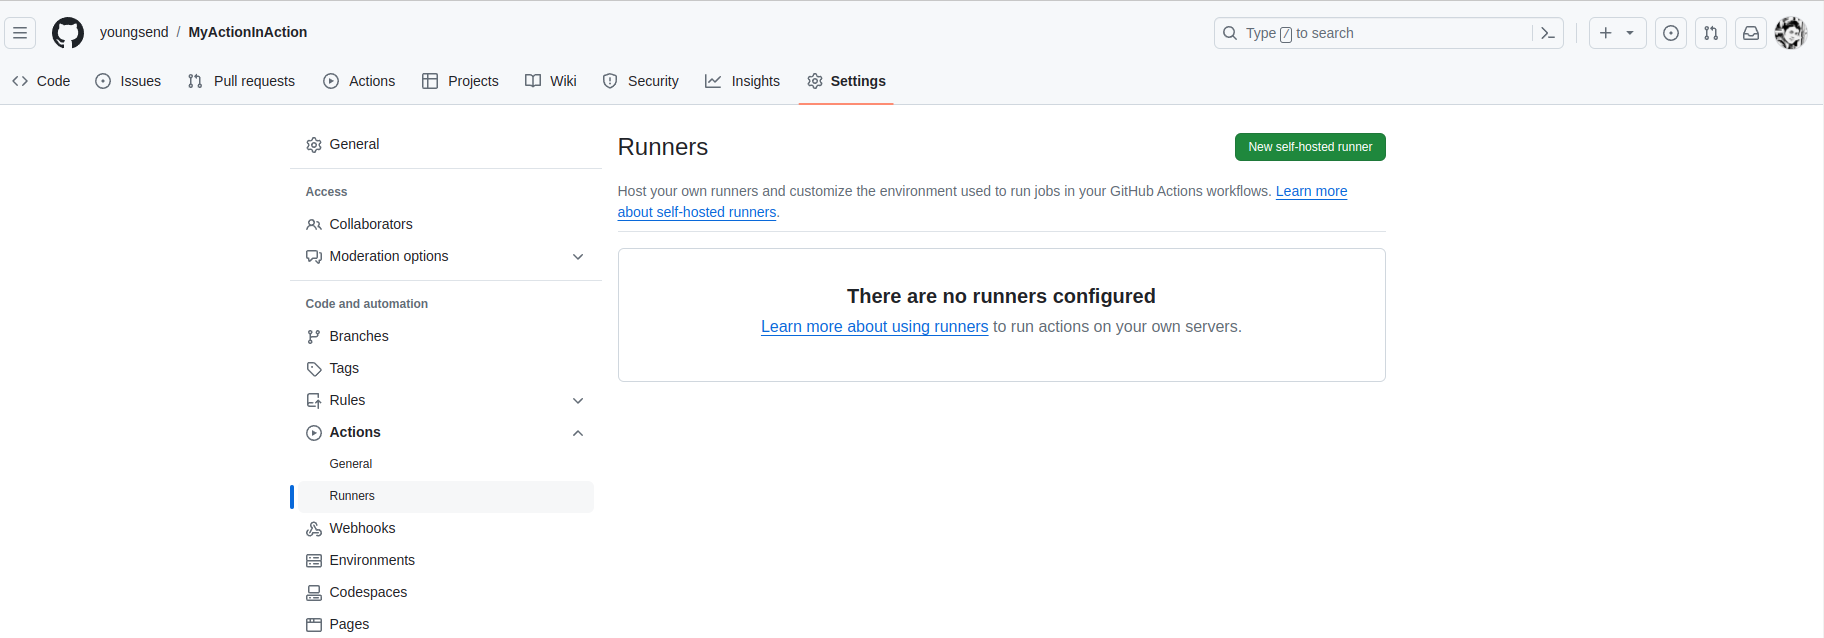 youngsend / MyActionInAction
Type / to search
Code Issues Pull requests Actions Projects Wiki Security Insights Settings
General
Access
Collaborators
Moderation options
Code and automation
Branches
Tags
Rules
Actions
General
Runners
Webhooks
Environments
Codespaces
Pages
Runners
New self-hosted runner
Host your own runners and customize the environment used to run jobs in your GitHub Actions workflows. Learn more
about self-hosted runners.
There are no runners configured
Learn more about using runners to run actions on your own servers.